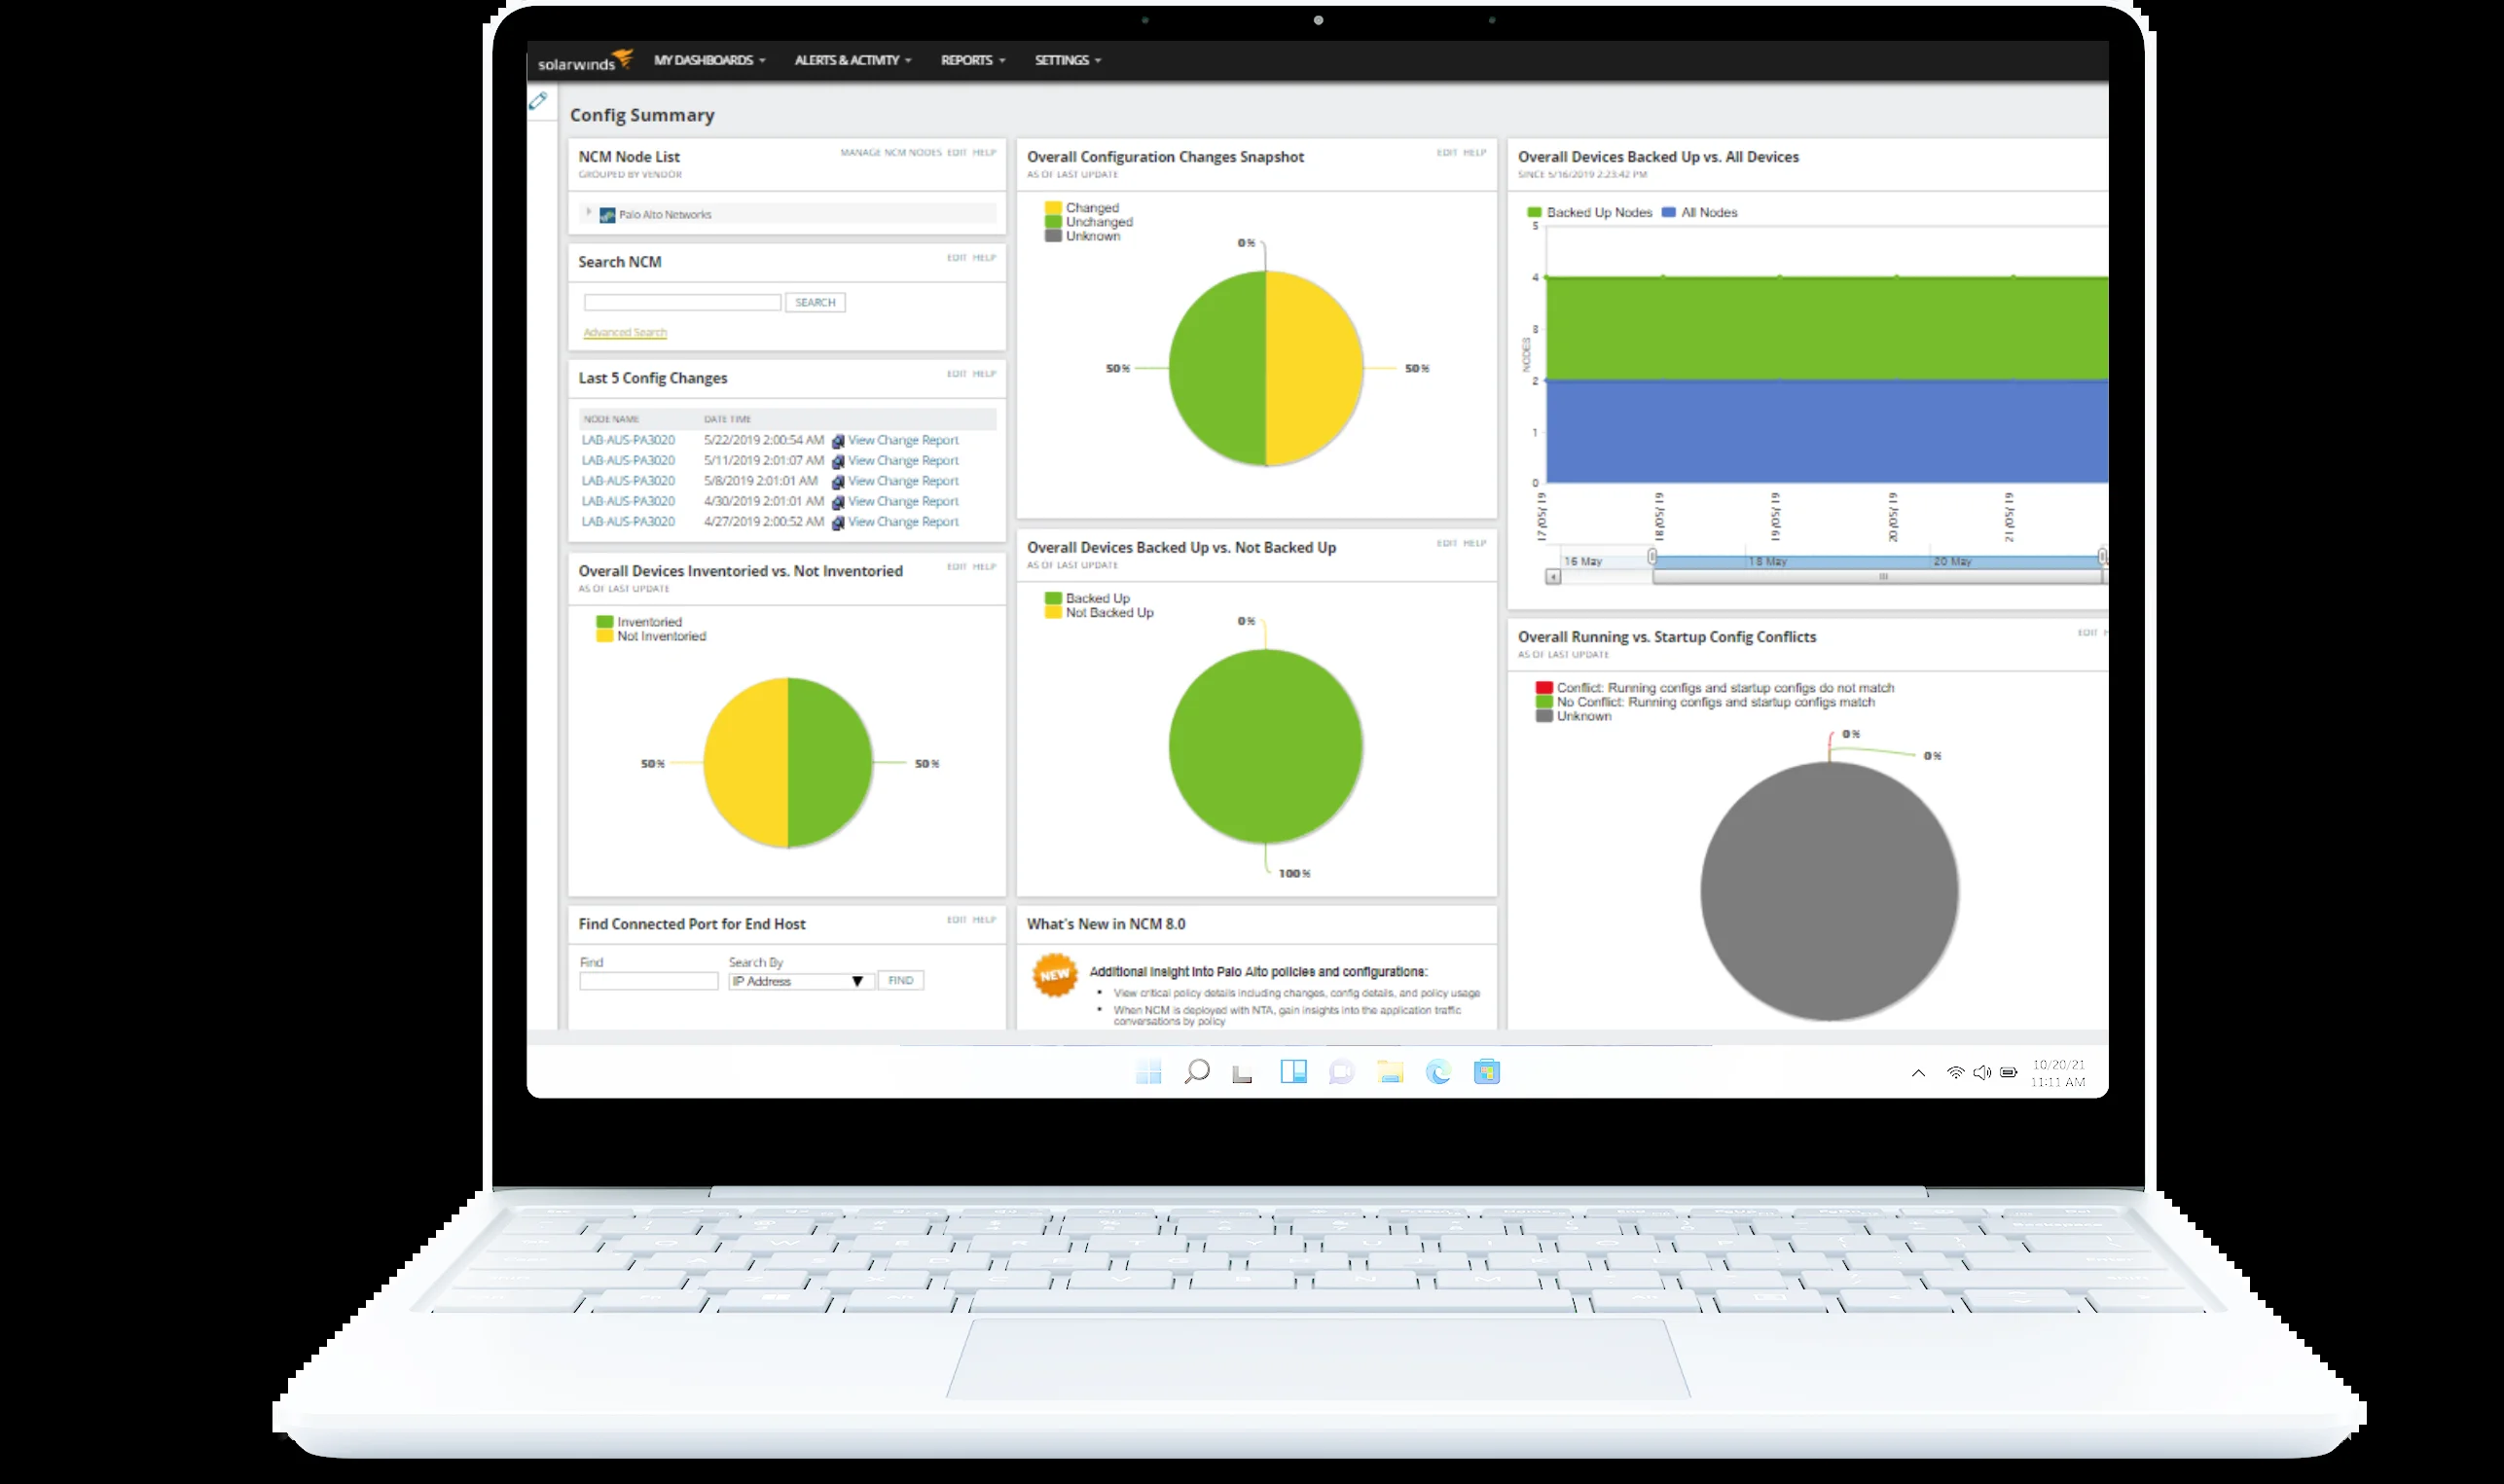 solarwinds MY DASHBOARDS ALERTS & ACTIVITY REPORTS SETTINGS
Config Summary
NCM Node List
MANAGE NCM NODES EDIT HELP
GROUPED BY VENDOR
Palo Alto Networks
Search NCM
EDIT HELP
SEARCH
Advanced Search
Last 5 Config Changes
EDIT HELP
NODE NAME DATE TIME
LAB-AUS-PA3020 5/22/2019 2:00:54 AM View Change Report
LAB-AUS-PA3020 5/11/2019 2:01:07 AM View Change Report
LAB-AUS-PA3020 5/8/2019 2:01:01 AM View Change Report
LAB-AUS-PA3020 4/30/2019 2:01:01 AM View Change Report
LAB-AUS-PA3020 4/27/2019 2:00:52 AM View Change Report
Overall Devices Inventoried vs. Not Inventoried
EDIT HELP
AS OF LAST UPDATE
Inventoried
Not Inventoried
50% 50%
Find Connected Port for End Host
EDIT HELP
Find Search By
IP Address FIND
Overall Configuration Changes Snapshot
EDIT HELP
AS OF LAST UPDATE
Changed
Unchanged
Unknown
0%
50% 50%
Overall Devices Backed Up vs. Not Backed Up
EDIT HELP
AS OF LAST UPDATE
Backed Up
Not Backed Up
0%
100%
What's New in NCM 8.0
NEW
Additional insight into Palo Alto policies and configurations:
• View critical policy details including changes, config details, and policy usage
• When NCM is deployed with NTA, gain insights into the application traffic
conversations by policy
Overall Devices Backed Up vs. All Devices
SINCE 5/16/2019 2:23:42 PM
Backed Up Nodes All Nodes
5
4
3
2
1
0
NODES
17/05/19 18/05/19 19/05/19 20/05/19 21/05/19
16 May 18 May 20 May
Overall Running vs. Startup Config Conflicts
EDIT
AS OF LAST UPDATE
Conflict: Running configs and startup configs do not match
No Conflict: Running configs and startup configs match
Unknown
0%
0%
10/20/21
11:11 AM